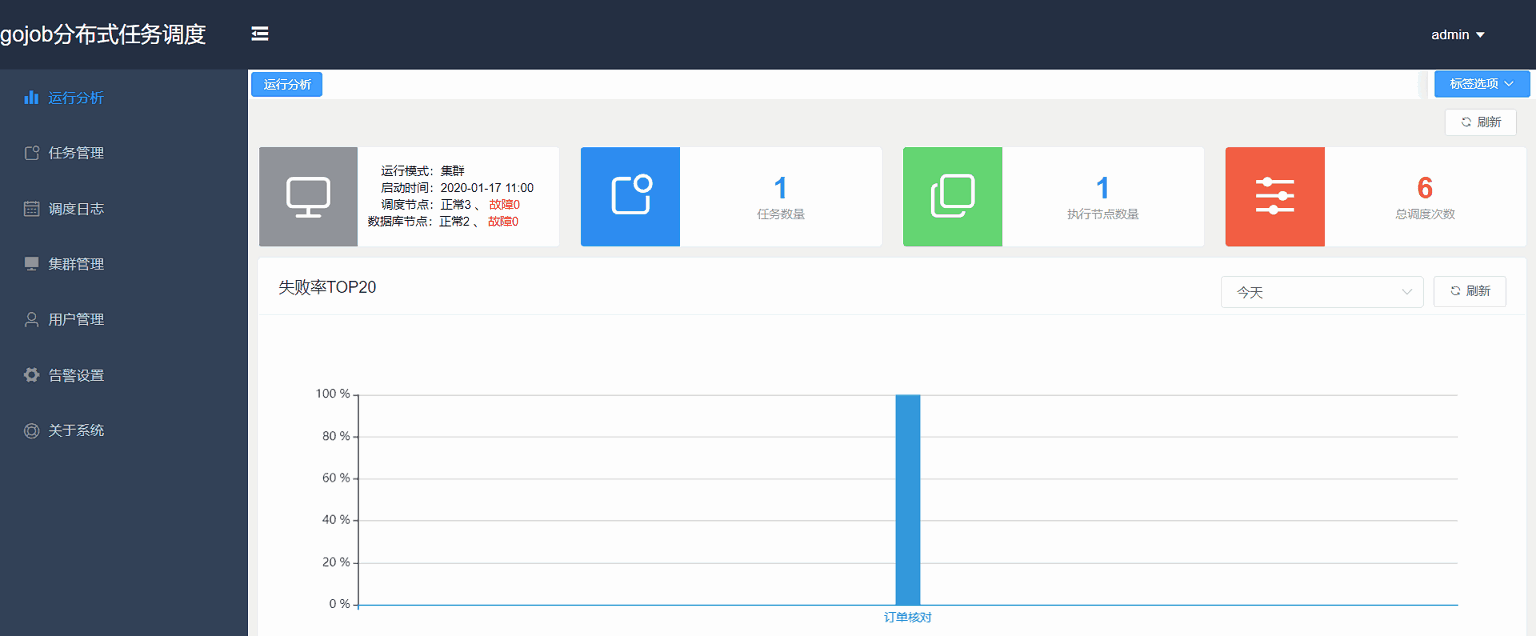 gojob分布式任务调度
admin
运行分析
任务管理
调度日志
集群管理
用户管理
告警设置
关于系统
运行分析
标签选项
刷新
运行模式：集群
启动时间：2020-01-17 11:00
调度节点：正常3 、 故障0
数据库节点：正常2 、 故障0
1
任务数量
1
执行节点数量
6
总调度次数
失败率TOP20
今天
刷新
100 %
80 %
60 %
40 %
20 %
0 %
订单核对